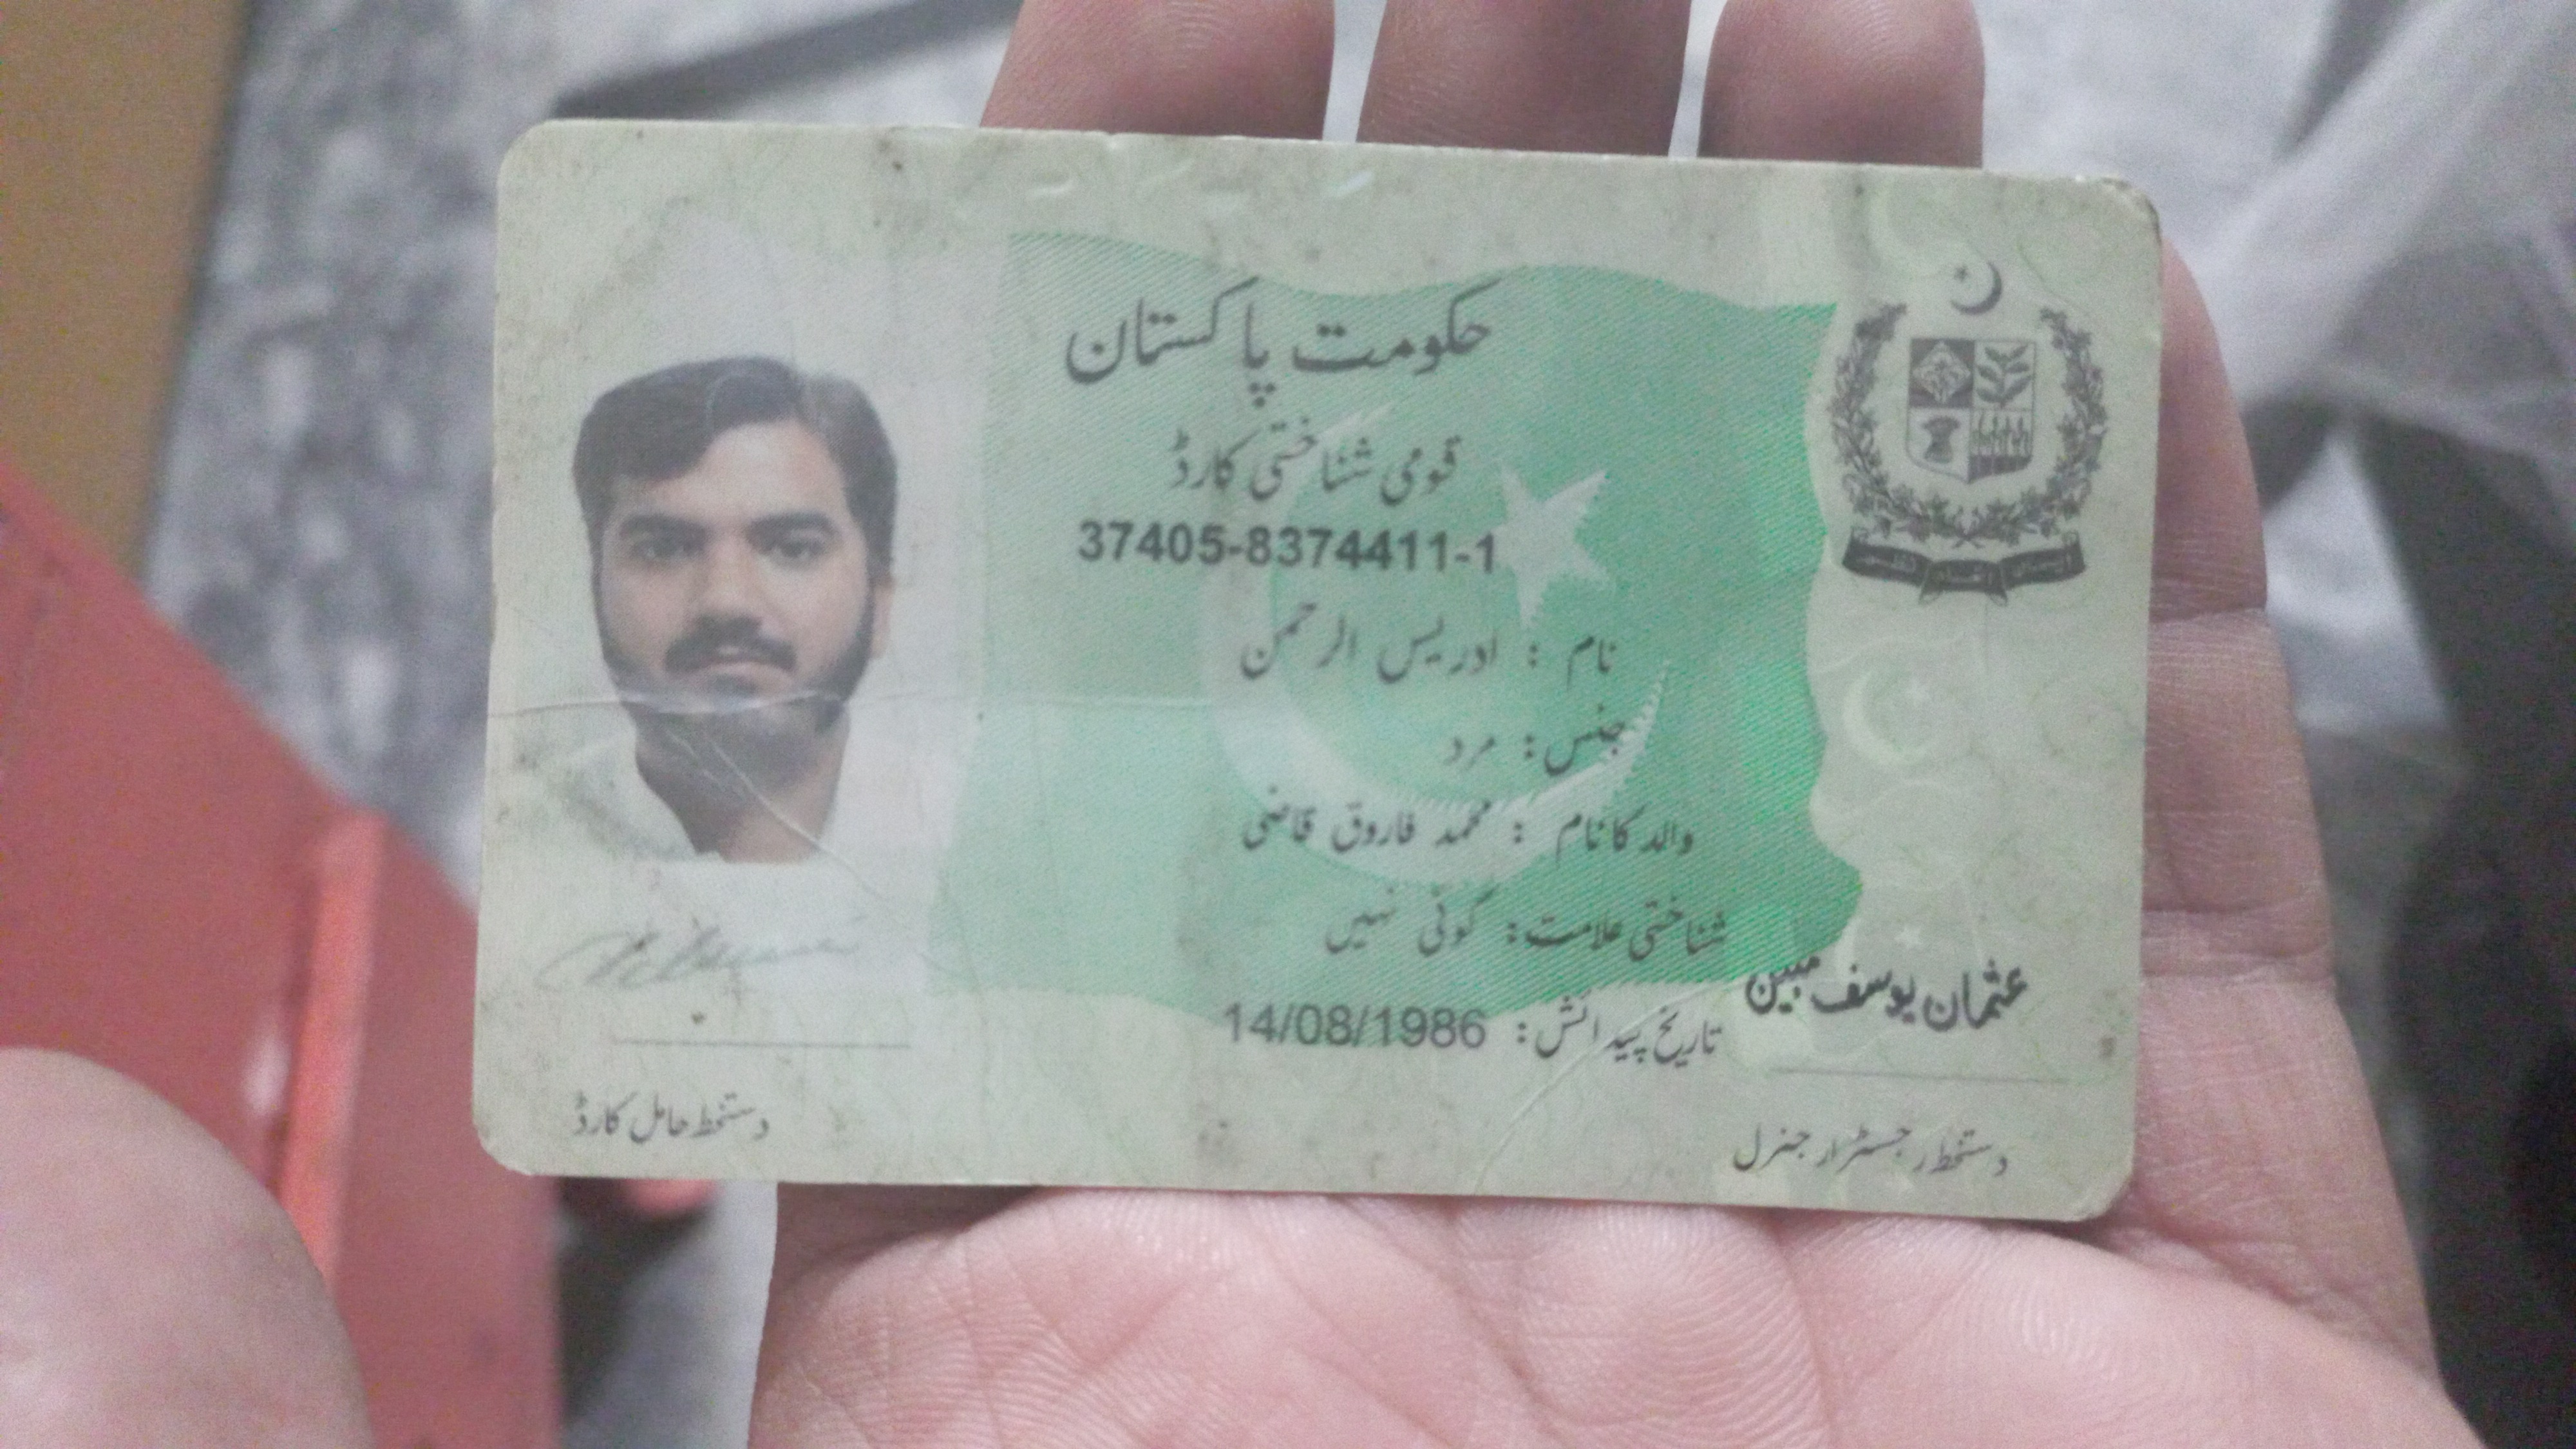 حکومت پاکستان
قومی شناختی کارڈ
37405-8374411-1
نام : ادریس الرحمن
جنس : مرد
والد کا نام : محمد فاروق قاضی
شناختی علامت : کوئی نہیں
تاریخ پیدائش : 14/08/1986
عثمان یوسف مبین
دستخط رجسٹرار جنرل
دستخط حامل کارڈ